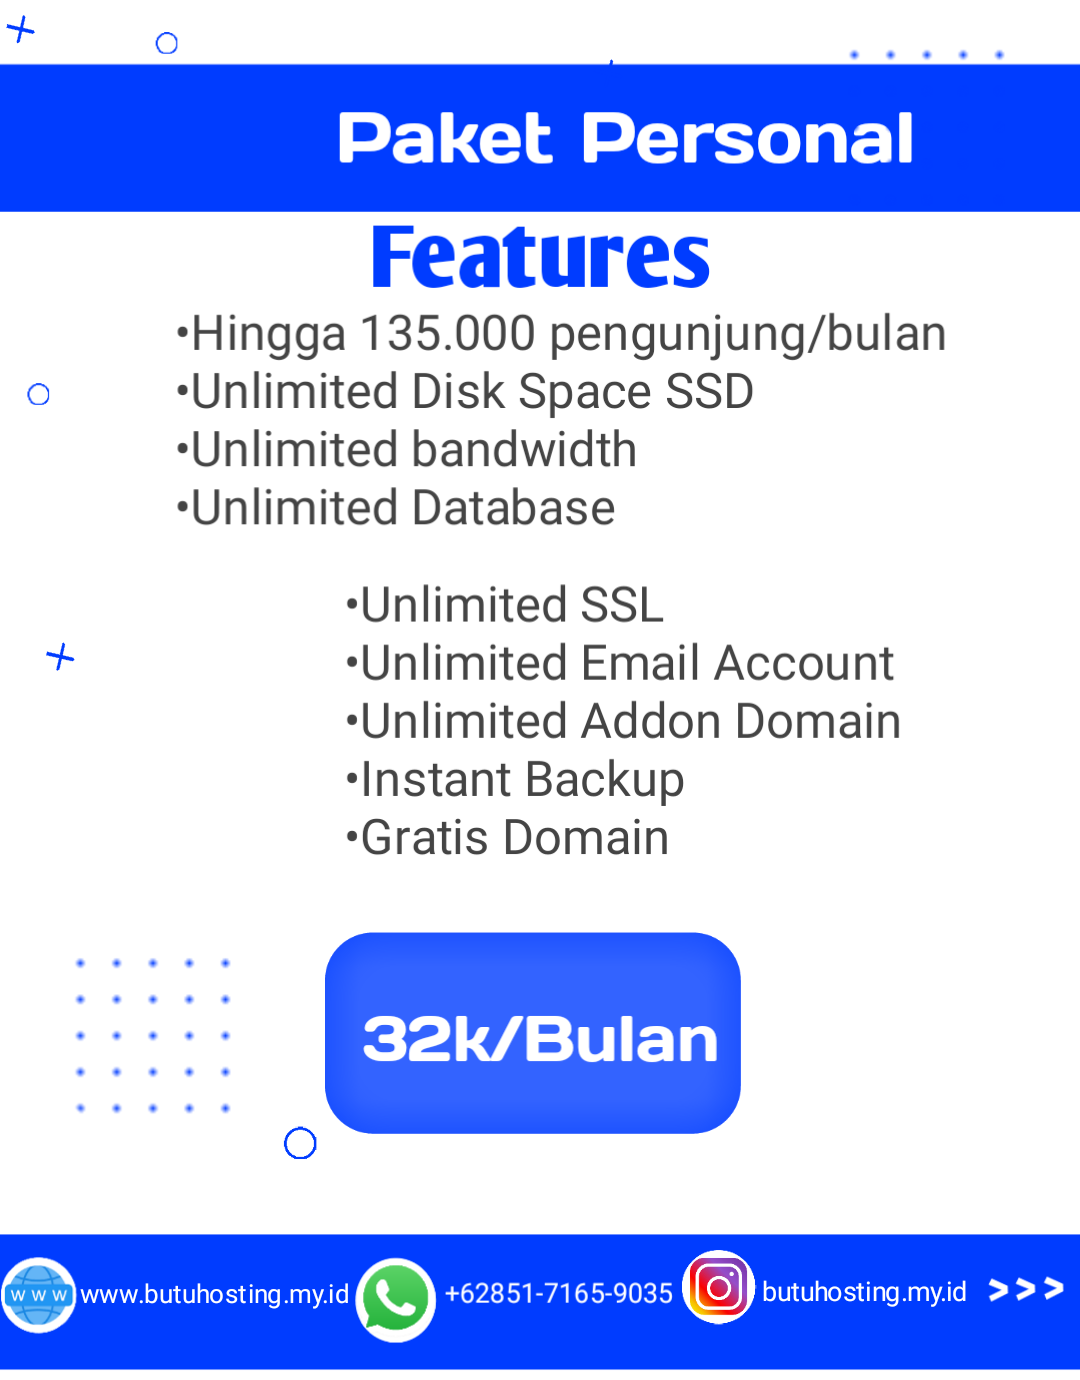 Paket Personal
Features
•Hingga 135.000 pengunjung/bulan
•Unlimited Disk Space SSD
•Unlimited bandwidth
•Unlimited Database
•Unlimited SSL
•Unlimited Email Account
•Unlimited Addon Domain
•Instant Backup
•Gratis Domain
32k/Bulan
W W W www.butuhosting.my.id +62851-7165-9035 butuhosting.my.id >>>